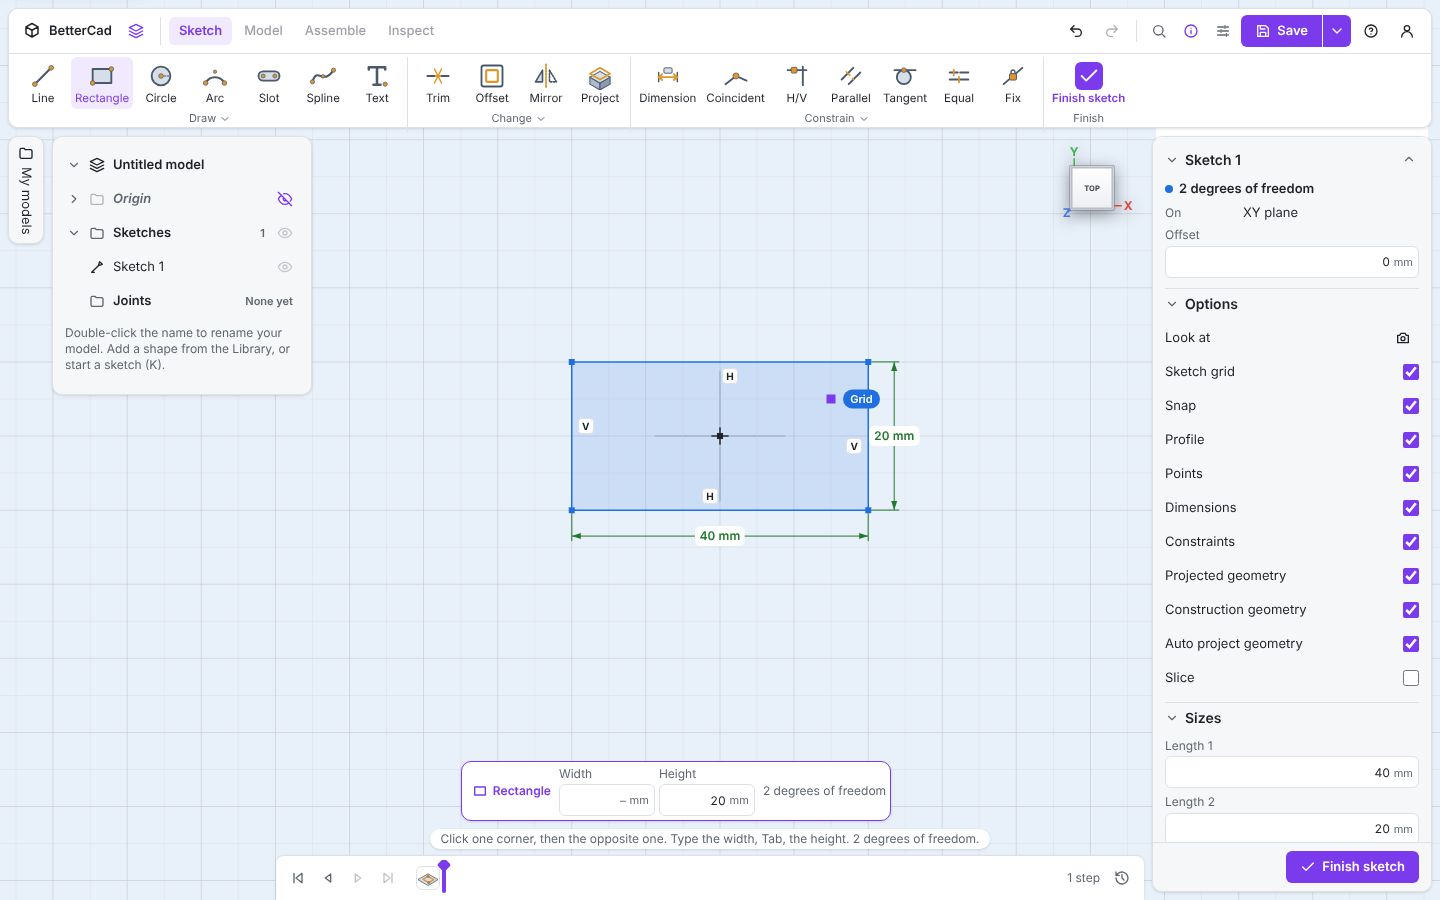 BetterCad
Sketch
Model
Assemble
Inspect
Save
Line
Rectangle
Circle
Arc
Slot
Spline
Text
Trim
Offset
Mirror
Project
Dimension
Coincident
H/V
Parallel
Tangent
Equal
Fix
Finish sketch
Draw
Change
Constrain
Finish
My models
Untitled model
Origin
Sketches 1
Sketch 1
Joints None yet
Double-click the name to rename your
model. Add a shape from the Library, or
start a sketch (K).
Y
TOP
Z
X
H
Grid
V
V
20 mm
H
40 mm
Sketch 1
2 degrees of freedom
On XY plane
Offset
0 mm
Options
Look at
Sketch grid
Snap
Profile
Points
Dimensions
Constraints
Projected geometry
Construction geometry
Auto project geometry
Slice
Sizes
Length 1
40 mm
Length 2
20 mm
Finish sketch
Width Height
Rectangle – mm 20 mm 2 degrees of freedom
Click one corner, then the opposite one. Type the width, Tab, the height. 2 degrees of freedom.
1 step